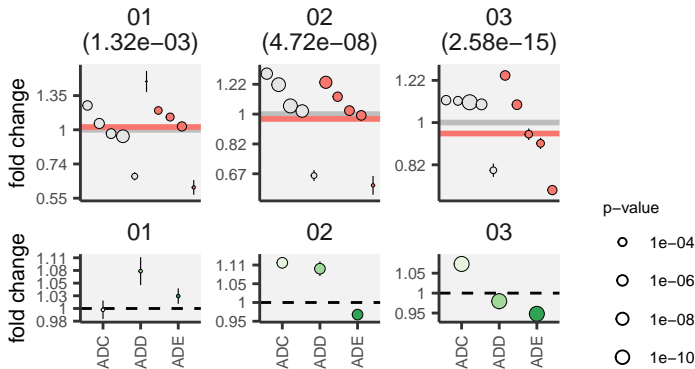 01
(1.32e−03)
02
(4.72e−08)
03
(2.58e−15)
fold change
1.35
1
0.74
0.55
1.22
1
0.82
0.67
1.22
1
0.82
01
02
03
fold change
1.11
1.08
1.05
1.03
1
0.98
1.11
1.05
1
0.95
1.05
1
0.95
ADC
ADD
ADE
ADC
ADD
ADE
ADC
ADD
ADE
p−value
1e−04
1e−06
1e−08
1e−10